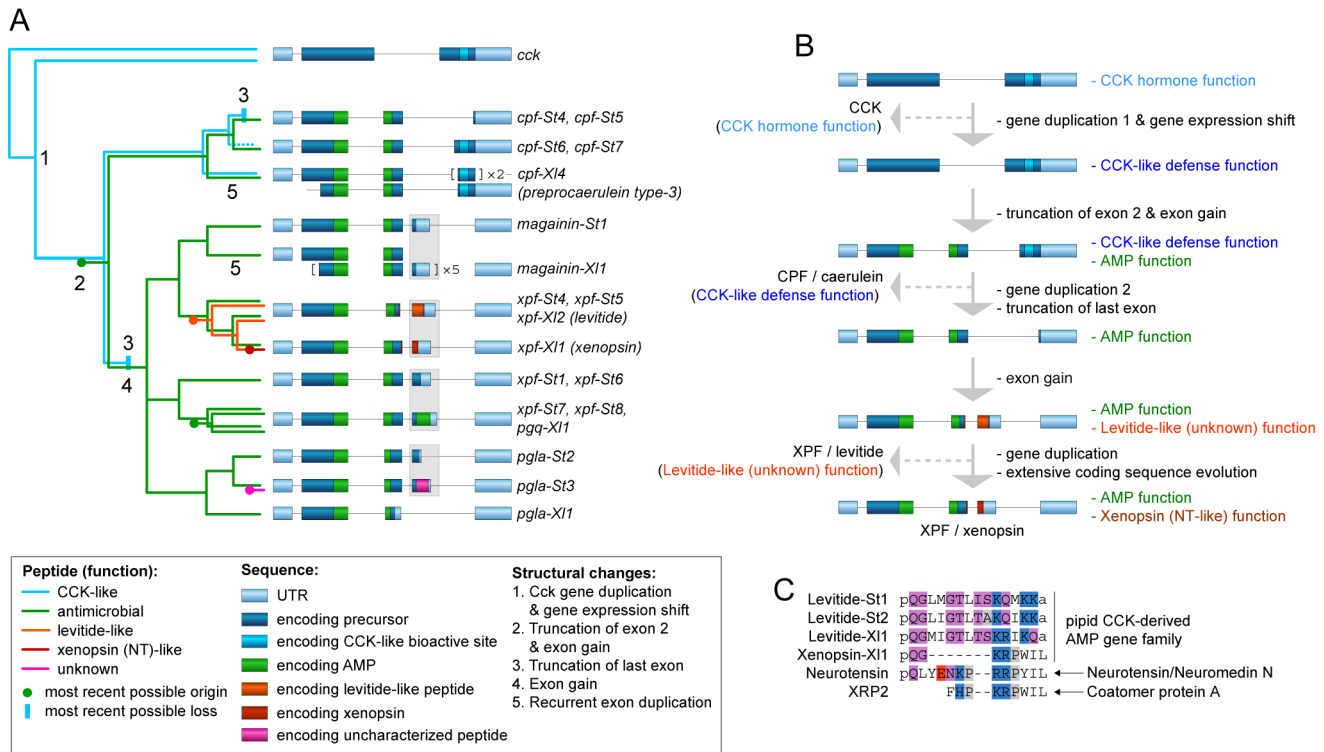 A
cck
3
cpf-St4, cpf-St5
1
cpf-St6, cpf-St7
5
[ ] ×2
cpf-Xl4
(preprocaerulein type-3)
magainin-St1
5
2
[ ] ×5
magainin-Xl1
xpf-St4, xpf-St5
xpf-Xl2 (levitide)
3
4
xpf-Xl1 (xenopsin)
xpf-St1, xpf-St6
xpf-St7, xpf-St8,
pgq-Xl1
pgla-St2
pgla-St3
pgla-Xl1
Peptide (function):
CCK-like
antimicrobial
levitide-like
xenopsin (NT)-like
unknown
most recent possible origin
most recent possible loss
Sequence:
UTR
encoding precursor
encoding CCK-like bioactive site
encoding AMP
encoding levitide-like peptide
encoding xenopsin
encoding uncharacterized peptide
Structural changes:
1. Cck gene duplication
& gene expression shift
2. Truncation of exon 2
& exon gain
3. Truncation of last exon
4. Exon gain
5. Recurrent exon duplication
B
- CCK hormone function
CCK
(CCK hormone function)
- gene duplication 1 & gene expression shift
- CCK-like defense function
- truncation of exon 2 & exon gain
- CCK-like defense function
- AMP function
CPF / caerulein
(CCK-like defense function)
- gene duplication 2
- truncation of last exon
- AMP function
- exon gain
- AMP function
- Levitide-like (unknown) function
XPF / levitide
(Levitide-like (unknown) function)
- gene duplication
- extensive coding sequence evolution
- AMP function
- Xenopsin (NT-like) function
XPF / xenopsin
C
Levitide-St1 pQGLMGTLISKQMKKa
Levitide-St2 pQGLIGTLTAKQIKKa
Levitide-Xl1 pQGMIGTLTSKRIKQa
Xenopsin-Xl1 pQG-------KRPWIL
Neurotensin pQLYENKP--RRPYIL
XRP2 FHP--KRPWIL
pipid CCK-derived
AMP gene family
Neurotensin/Neuromedin N
Coatomer protein A